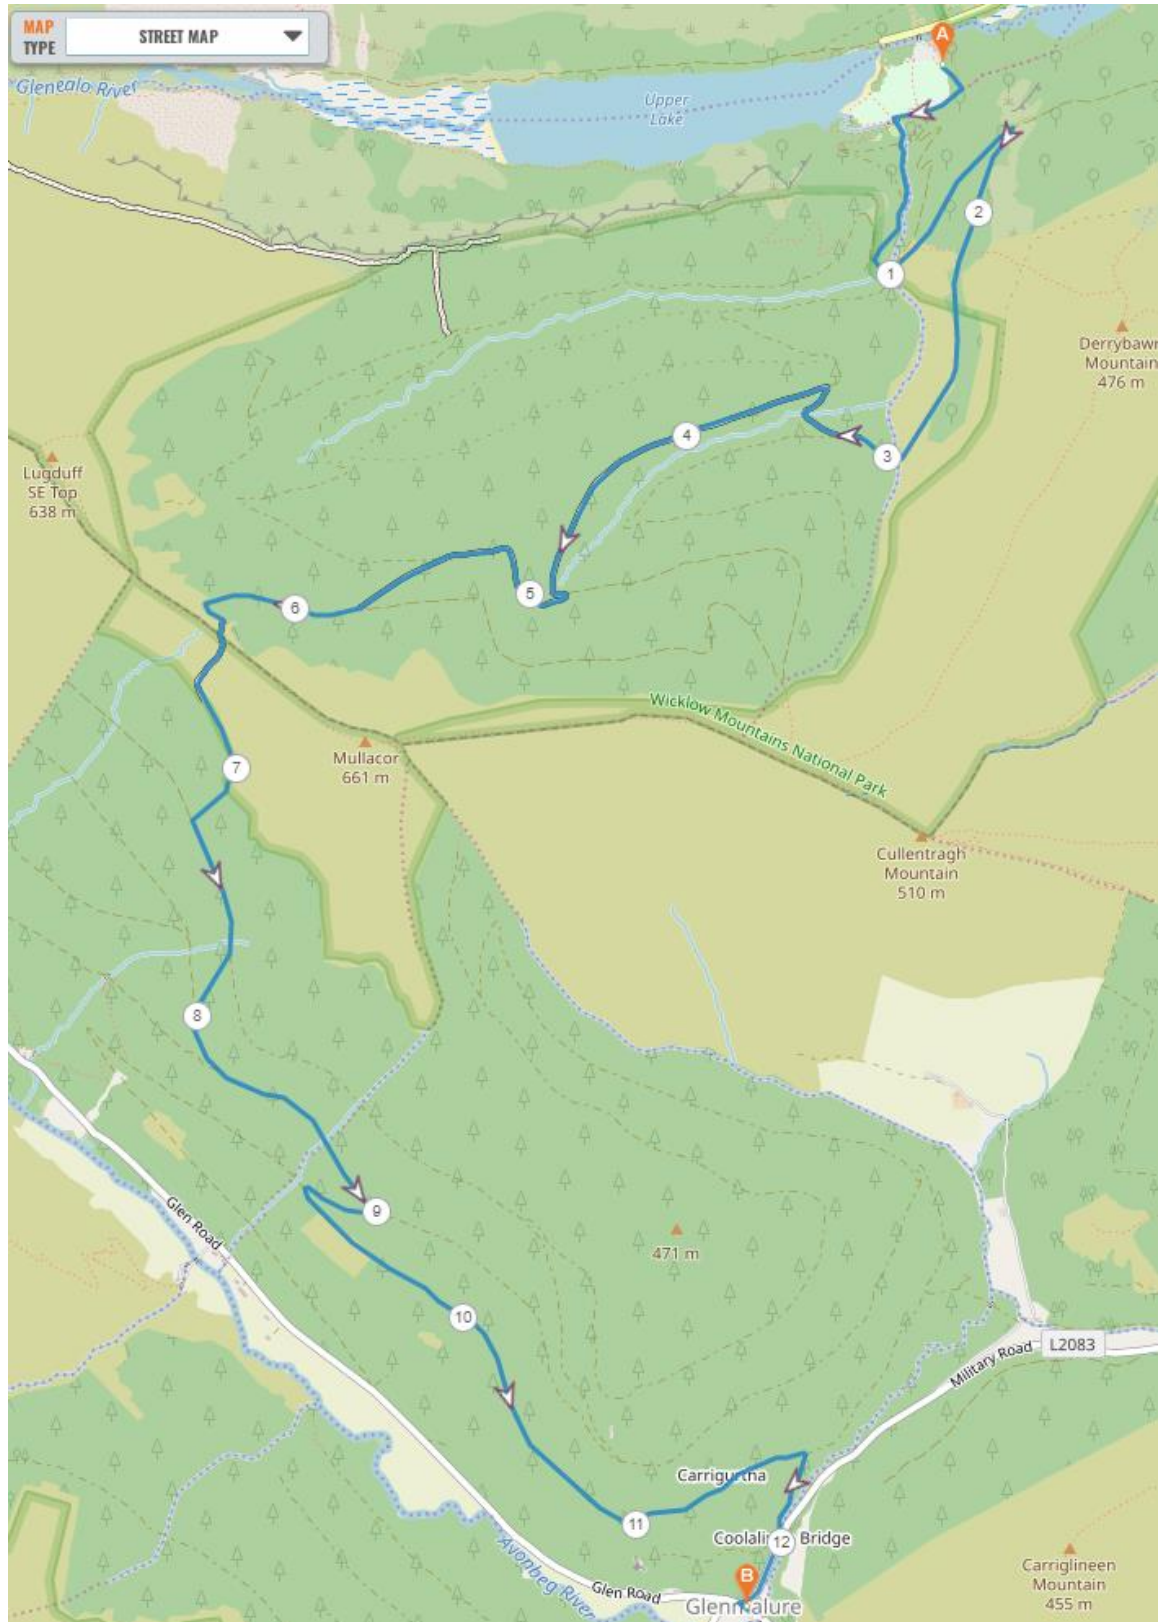 MAP
TYPE
STREET MAP
A
Glenealo River
Upper
Lake
2
1
Derrybawn
Mountain
476 m
4
3
Lugduff
SE Top
638 m
5
6
Wicklow Mountains National Park
Mullacor
661 m
7
Cullentragh
Mountain
510 m
8
9
Glen Road
471 m
10
L2083
Military Road
Carrigurtha
11
12
Bridge
Carriglineen
Mountain
455 m
Avonbeg River
B
Glen Road
Glenmalure